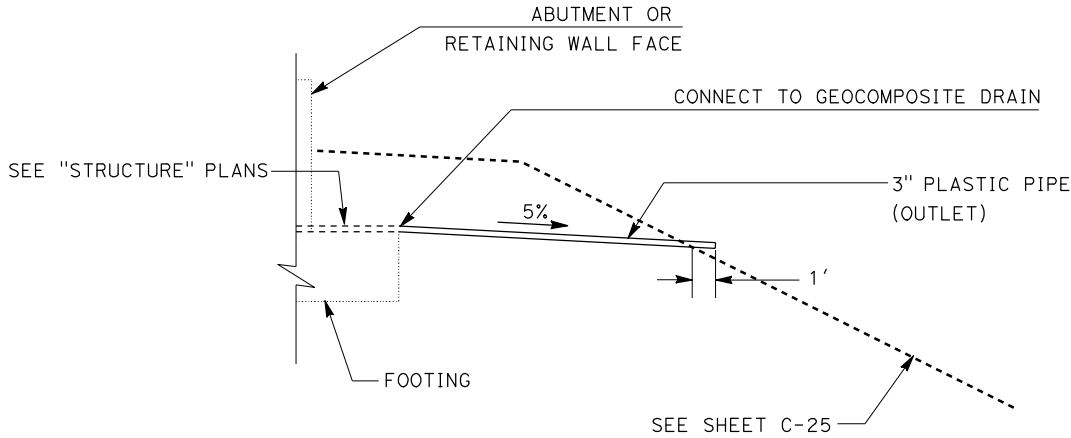 ABUTMENT OR
RETAINING WALL FACE
CONNECT TO GEOCOMPOSITE DRAIN
SEE "STRUCTURE" PLANS
3" PLASTIC PIPE
(OUTLET)
5%
1'
FOOTING
SEE SHEET C-25